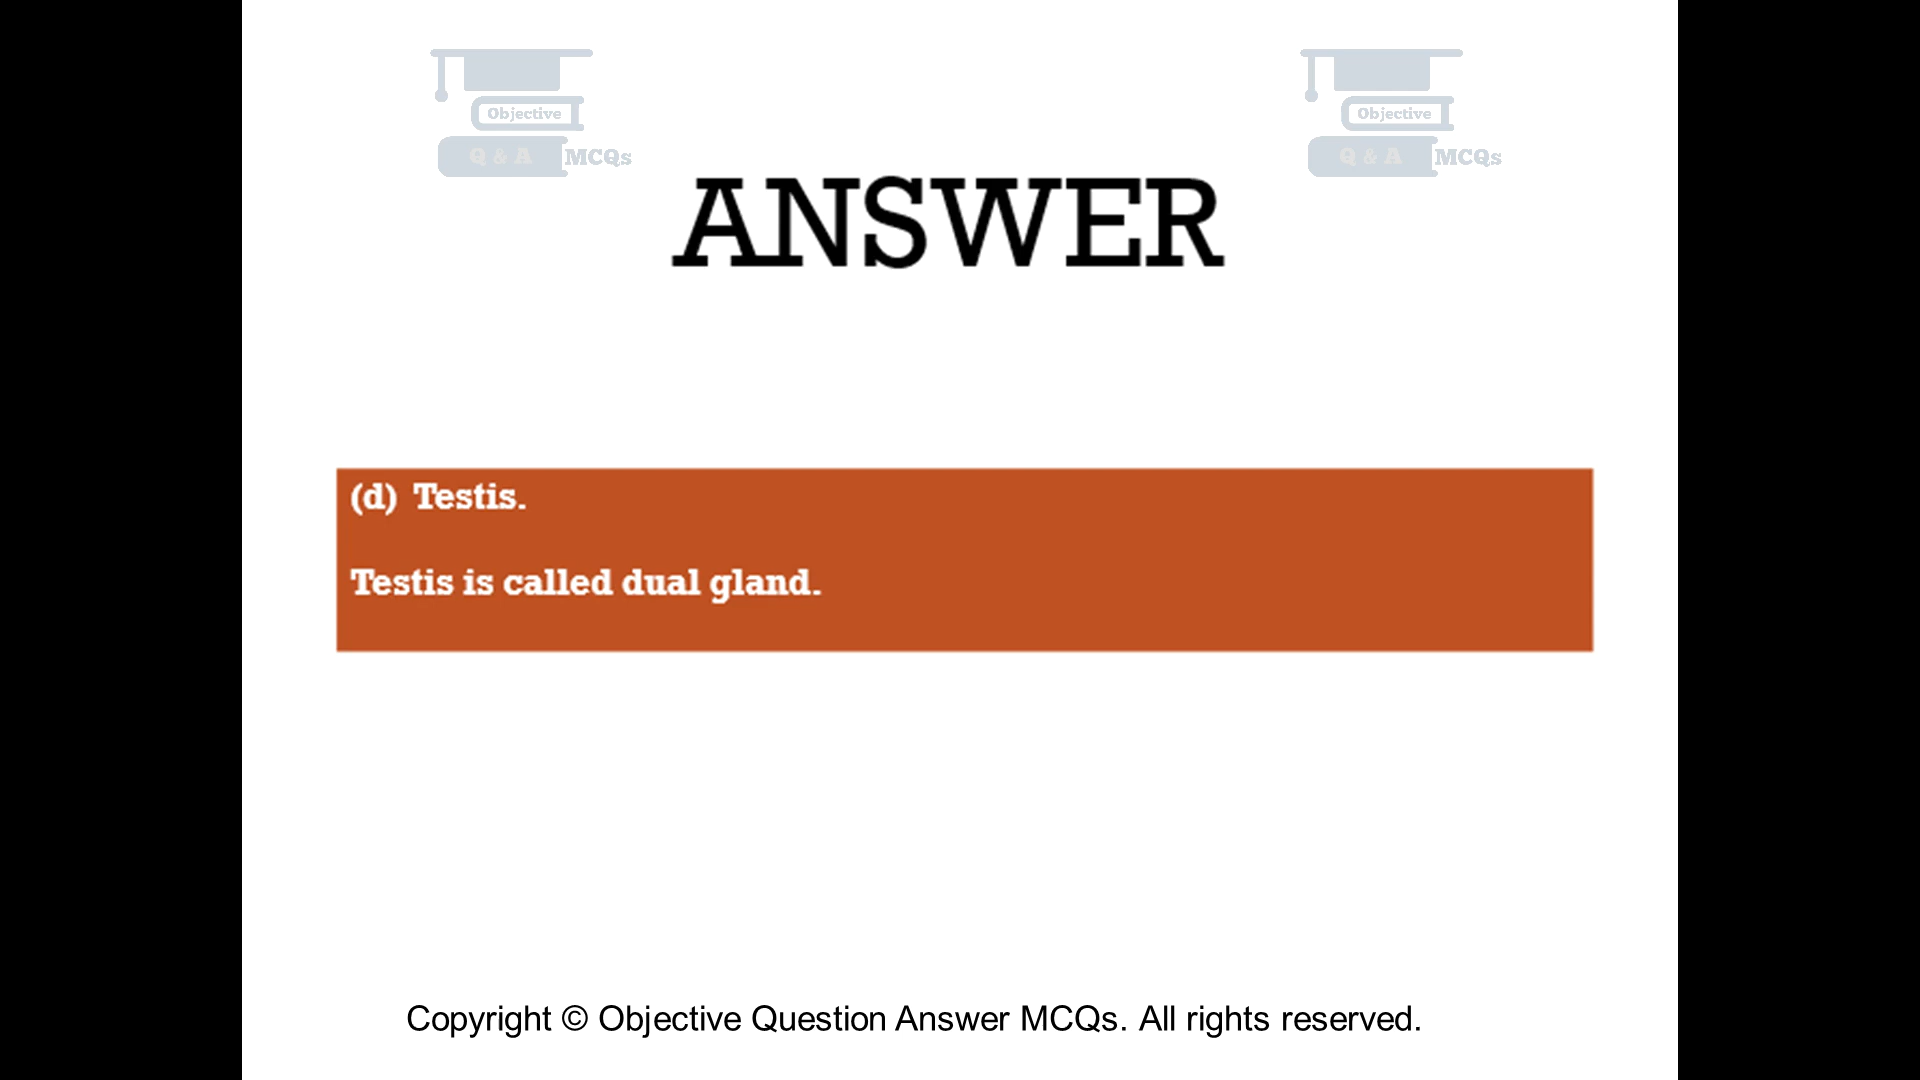 Objective
Q & A MCQs
Objective
Q & A MCQs
ANSWER
(d) Testis.
Testis is called dual gland.
Copyright © Objective Question Answer MCQs. All rights reserved.